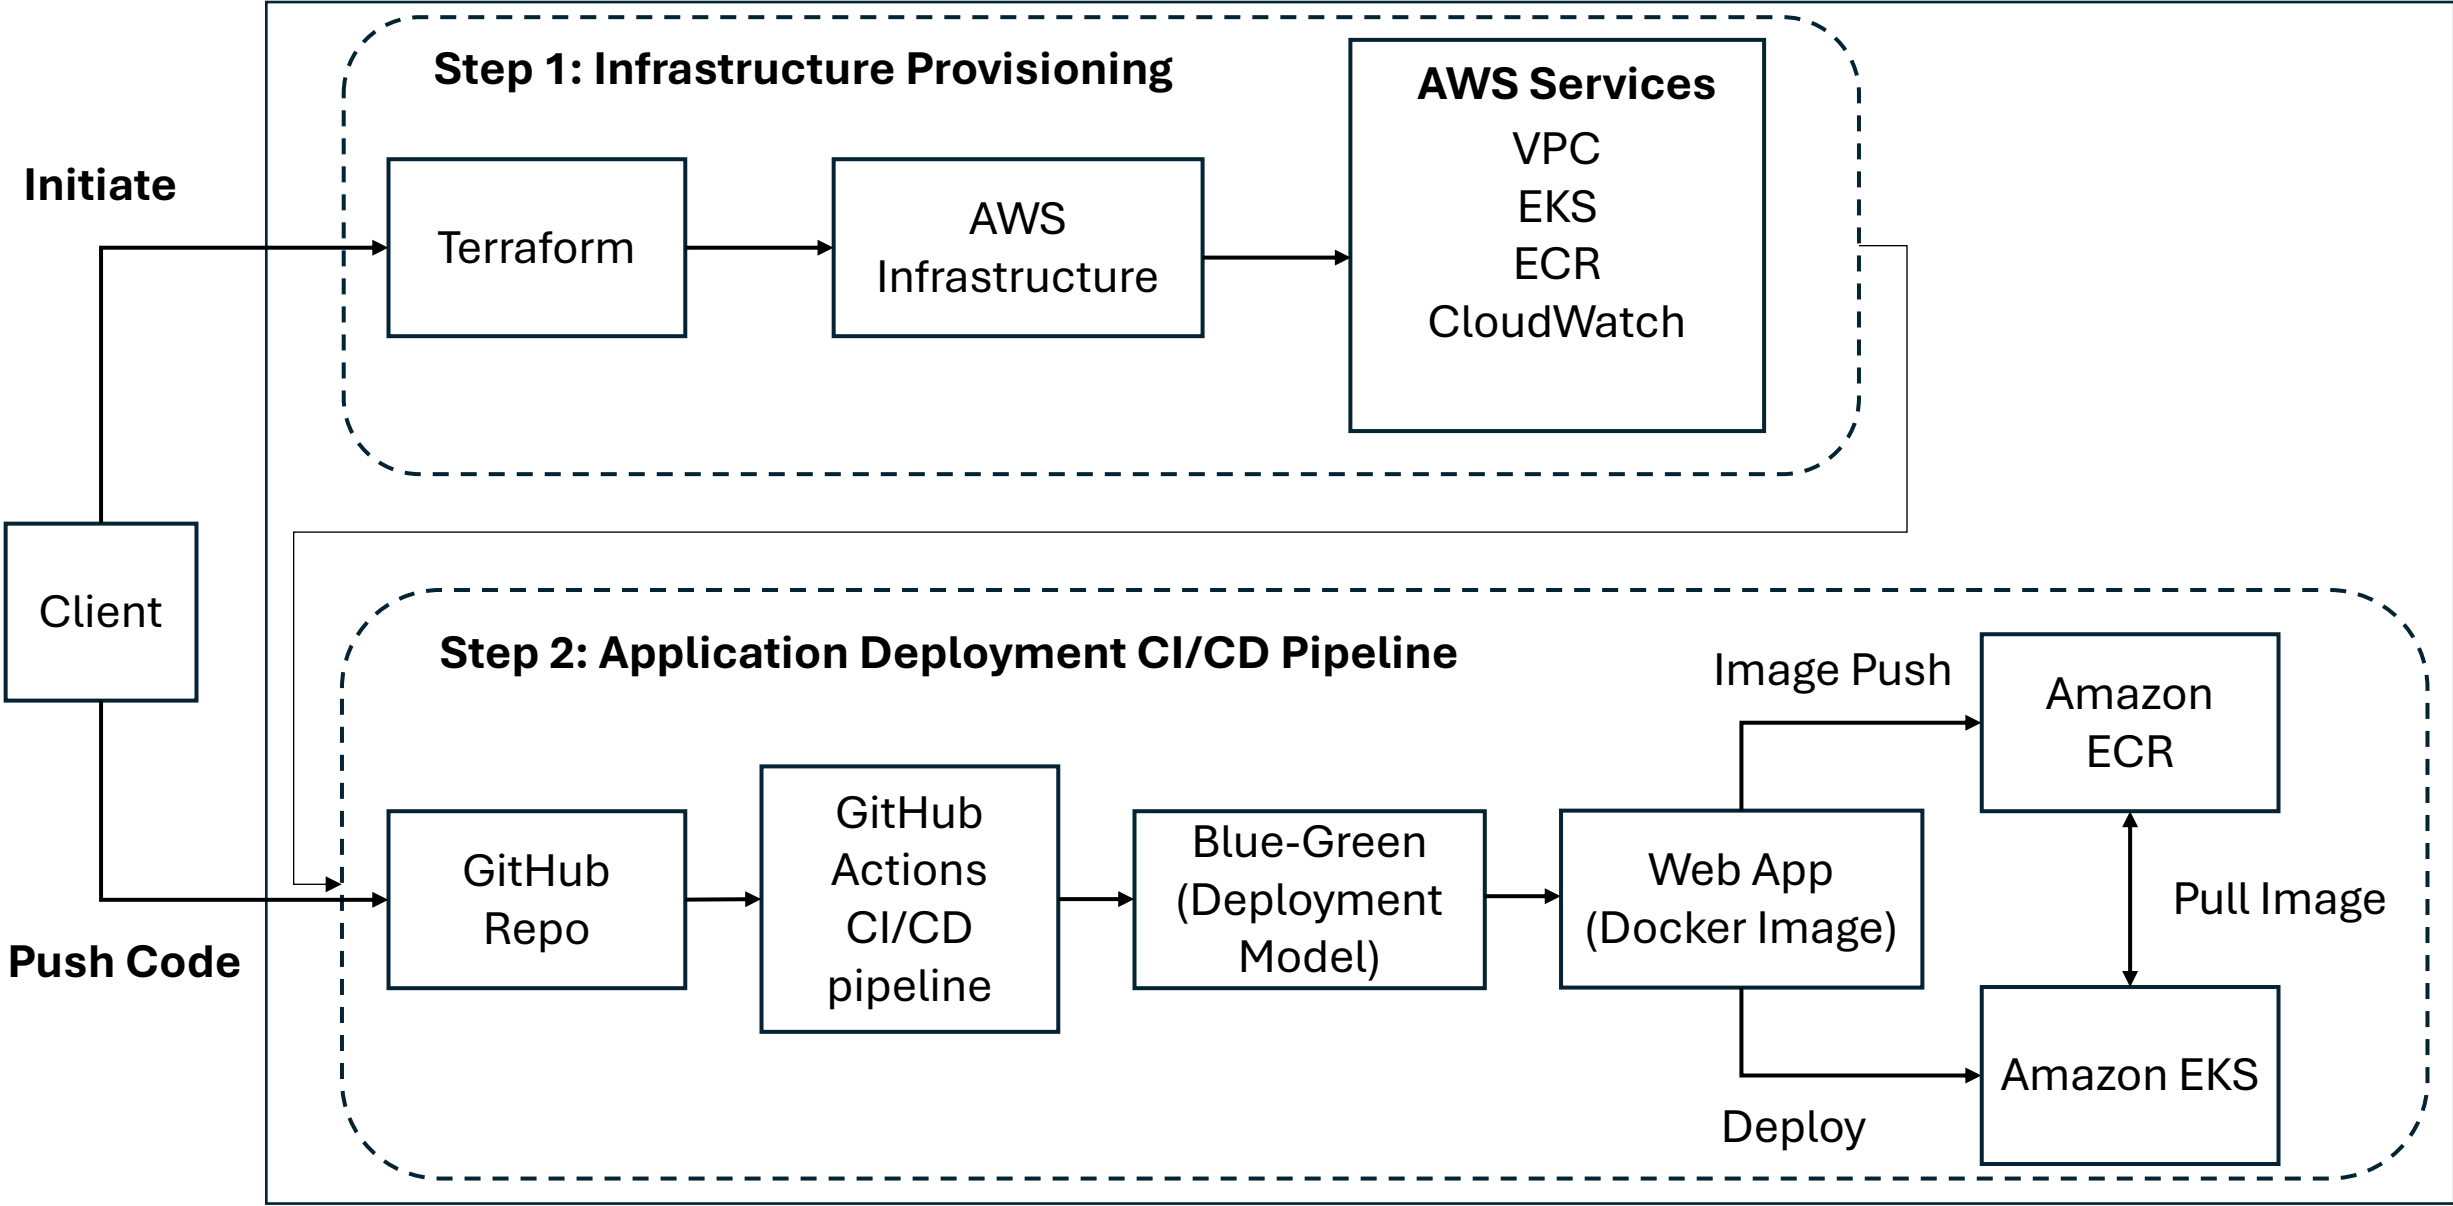 Step 1: Infrastructure Provisioning
AWS Services
VPC
EKS
ECR
CloudWatch
Initiate
Terraform
AWS
Infrastructure
Client
Step 2: Application Deployment CI/CD Pipeline
Image Push
Amazon
ECR
GitHub
Repo
GitHub
Actions
CI/CD
pipeline
Blue-Green
(Deployment
Model)
Web App
(Docker Image)
Pull Image
Push Code
Amazon EKS
Deploy